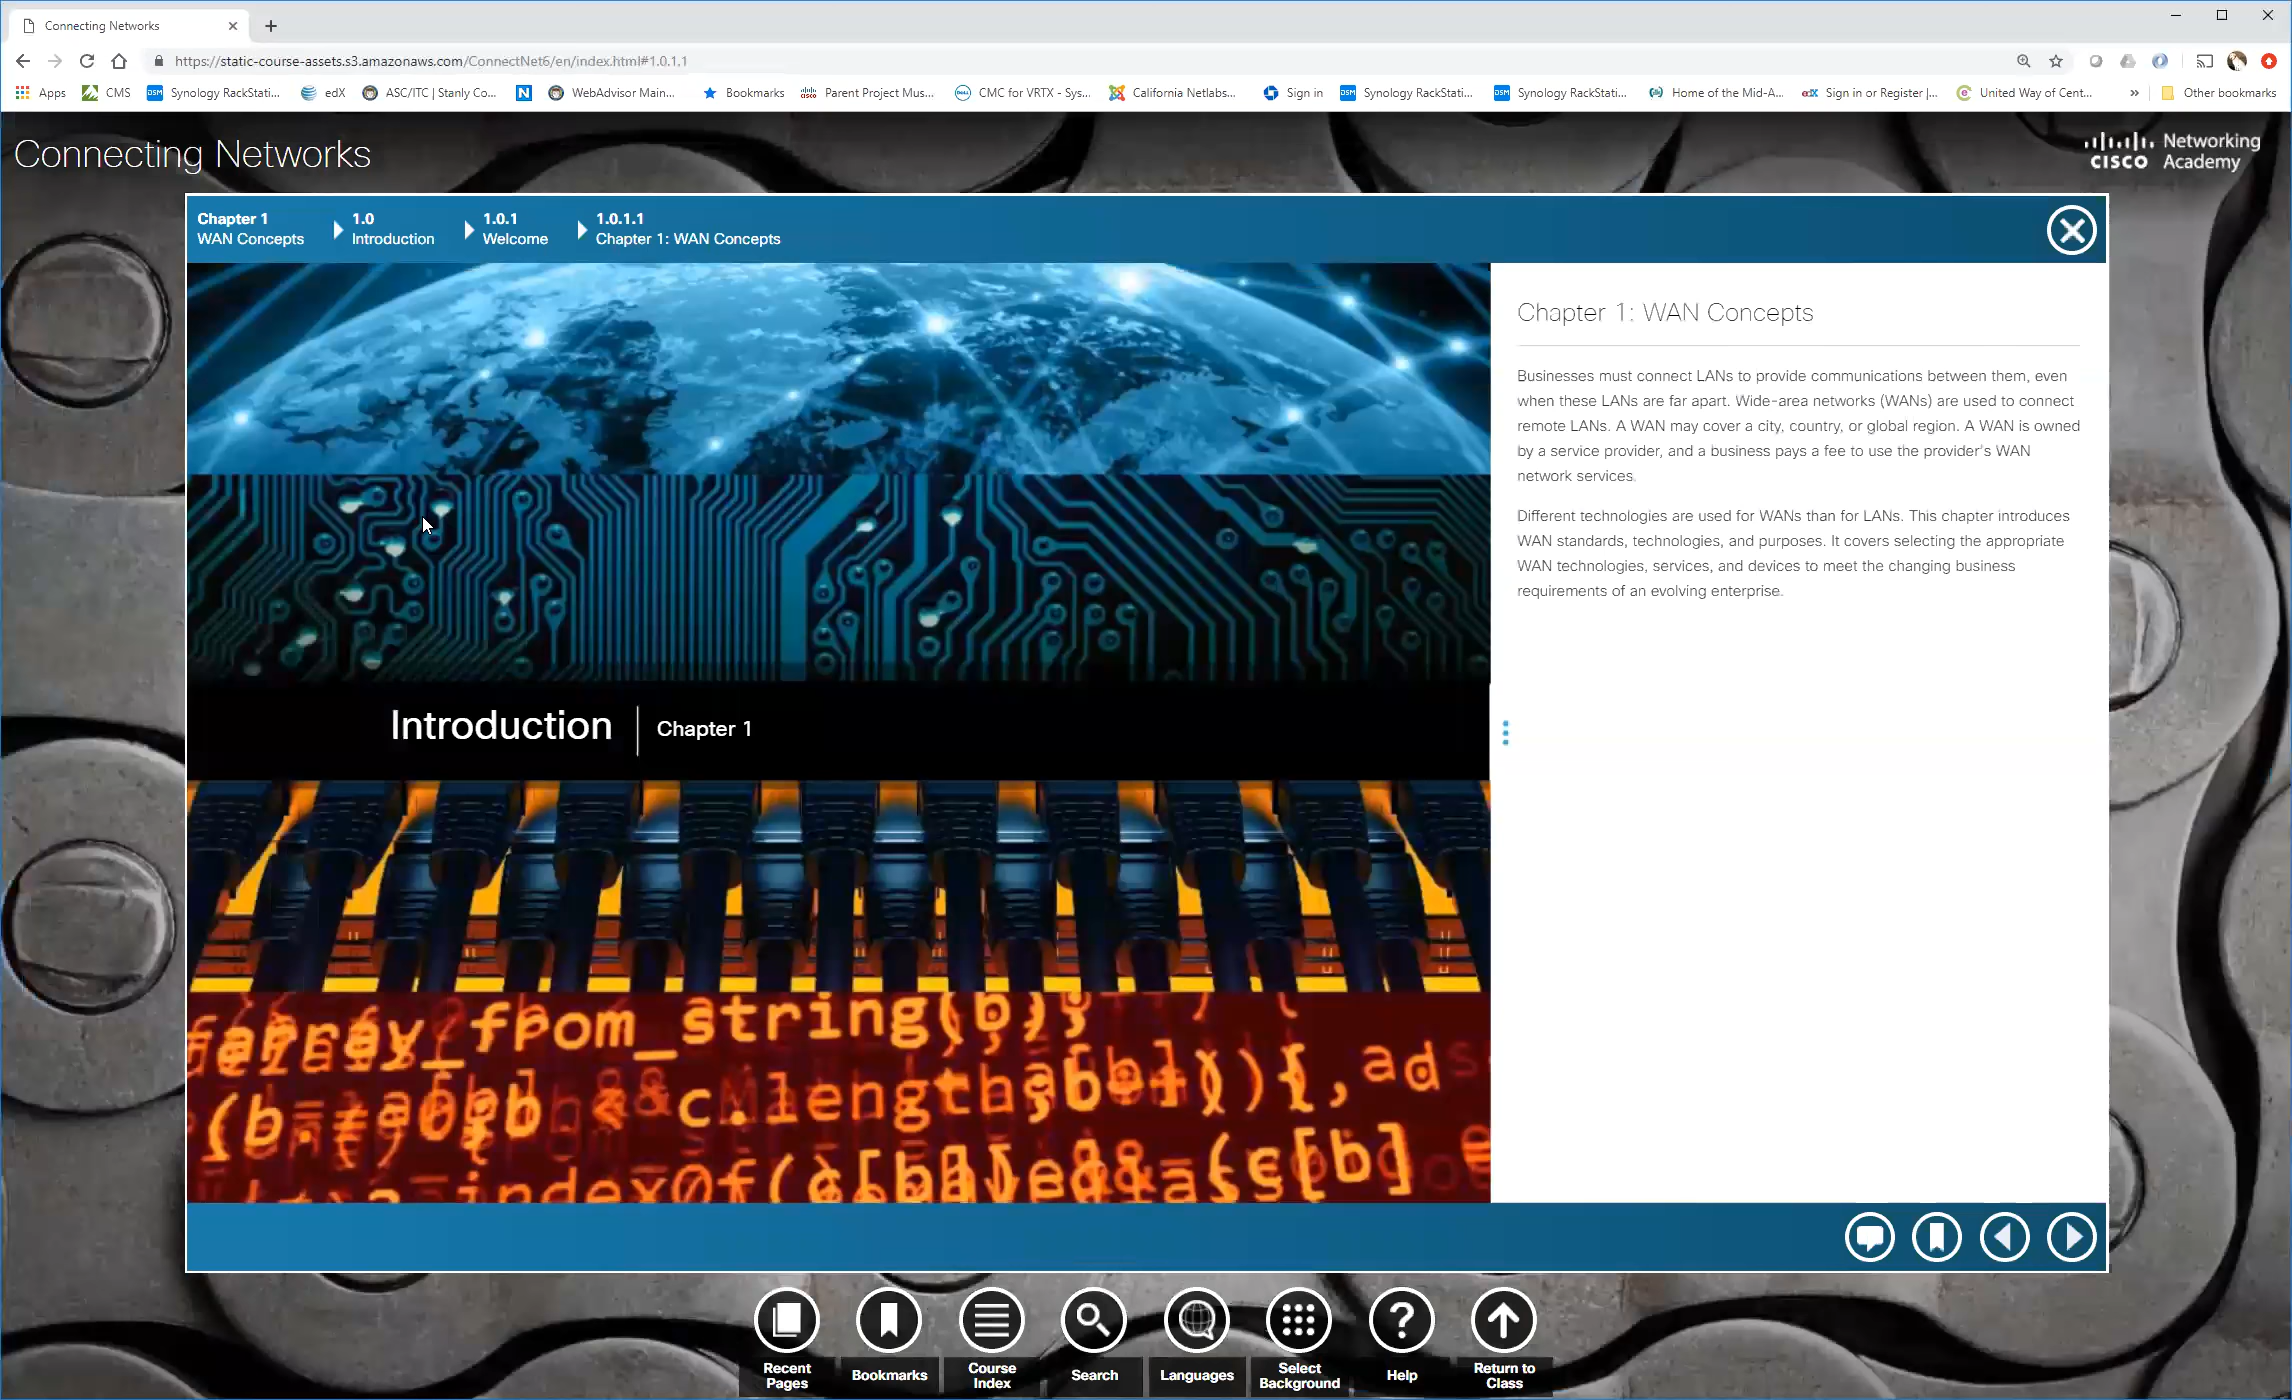 Connecting Networks
https://static-course-assets.s3.amazonaws.com/ConnectNet6/en/index.html#1.0.1.1
Apps CMS Synology RackStati... edX ASC/ITC | Stanly Co... N WebAdvisor Main... Bookmarks Parent Project Mus... CMC for VRTX - Sys... California Netlabs... Sign in Synology RackStati... Synology RackStati... Home of the Mid-A... Sign in or Register |... United Way of Cent... » Other bookmarks
Connecting Networks
CISCO Networking Academy
Chapter 1
WAN Concepts
1.0
Introduction
1.0.1
Welcome
1.0.1.1
Chapter 1: WAN Concepts
Introduction | Chapter 1
array_from_string(b);
c.length
indexOf(
Chapter 1: WAN Concepts
Businesses must connect LANs to provide communications between them, even
when these LANs are far apart. Wide-area networks (WANs) are used to connect
remote LANs. A WAN may cover a city, country, or global region. A WAN is owned
by a service provider, and a business pays a fee to use the provider's WAN
network services.
Different technologies are used for WANs than for LANs. This chapter introduces
WAN standards, technologies, and purposes. It covers selecting the appropriate
WAN technologies, services, and devices to meet the changing business
requirements of an evolving enterprise.
Recent
Pages
Bookmarks
Course
Index
Search
Languages
Select
Background
Help
Return to
Class